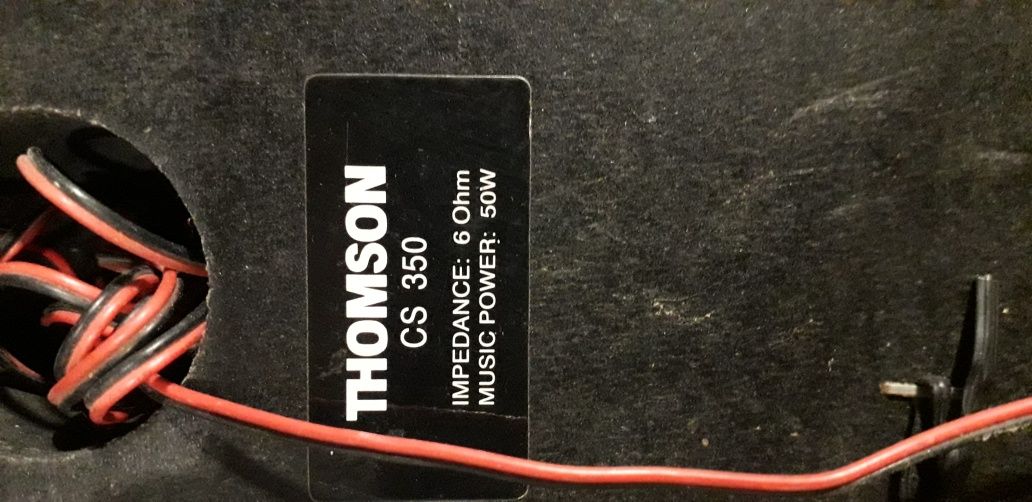 THOMSON
CS 350
IMPEDANCE: 6 Ohm
MUSIC POWER: 50W